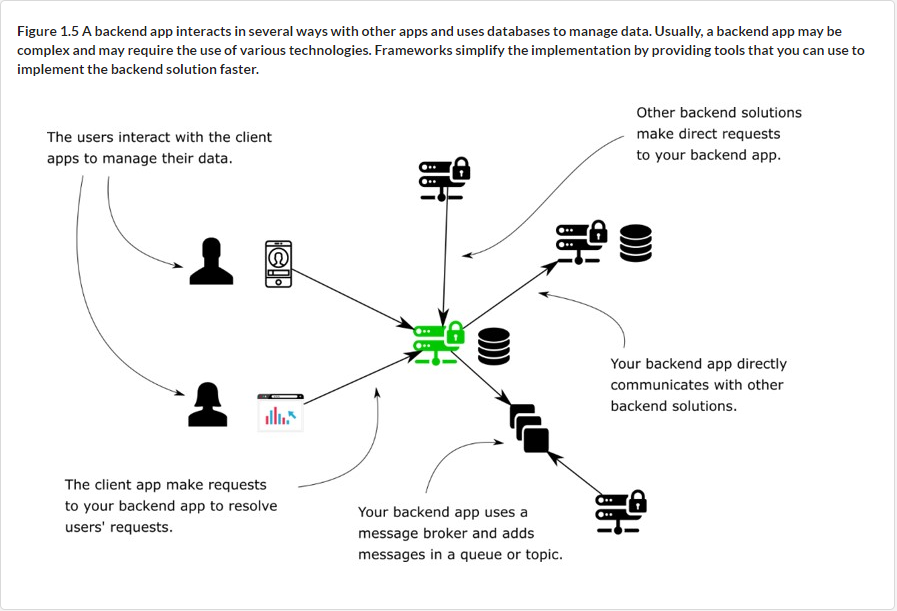 Figure 1.5 A backend app interacts in several ways with other apps and uses databases to manage data. Usually, a backend app may be
complex and may require the use of various technologies. Frameworks simplify the implementation by providing tools that you can use to
implement the backend solution faster.
Other backend solutions
make direct requests
to your backend app.
The users interact with the client
apps to manage their data.
Your backend app directly
communicates with other
backend solutions.
The client app make requests
to your backend app to resolve
users' requests.
Your backend app uses a
message broker and adds
messages in a queue or topic.